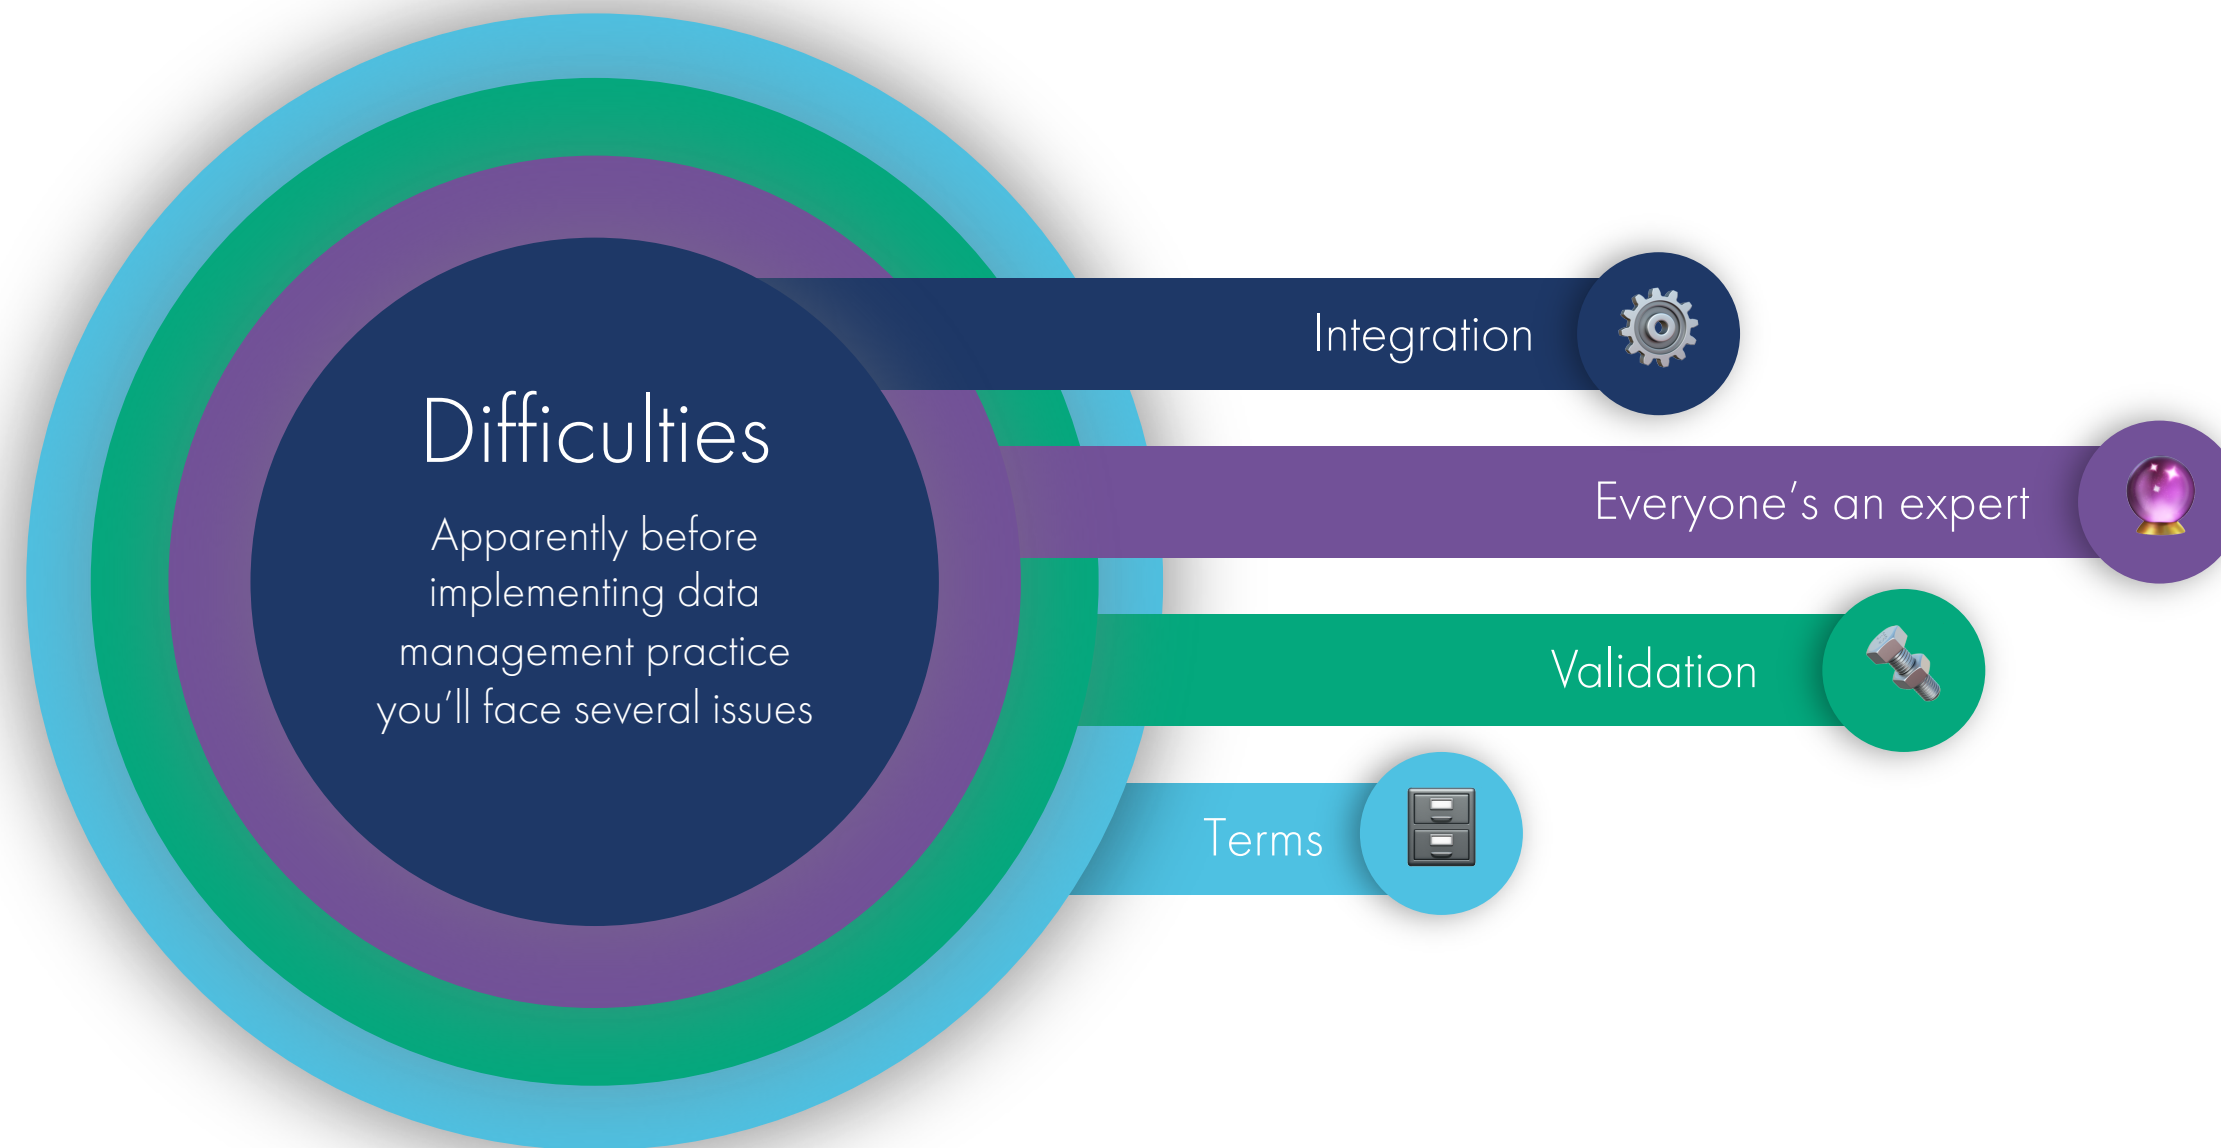 Difficulties
Apparently before
implementing data
management practice
you’ll face several issues
Integration
Everyone’s an expert
Validation
Terms